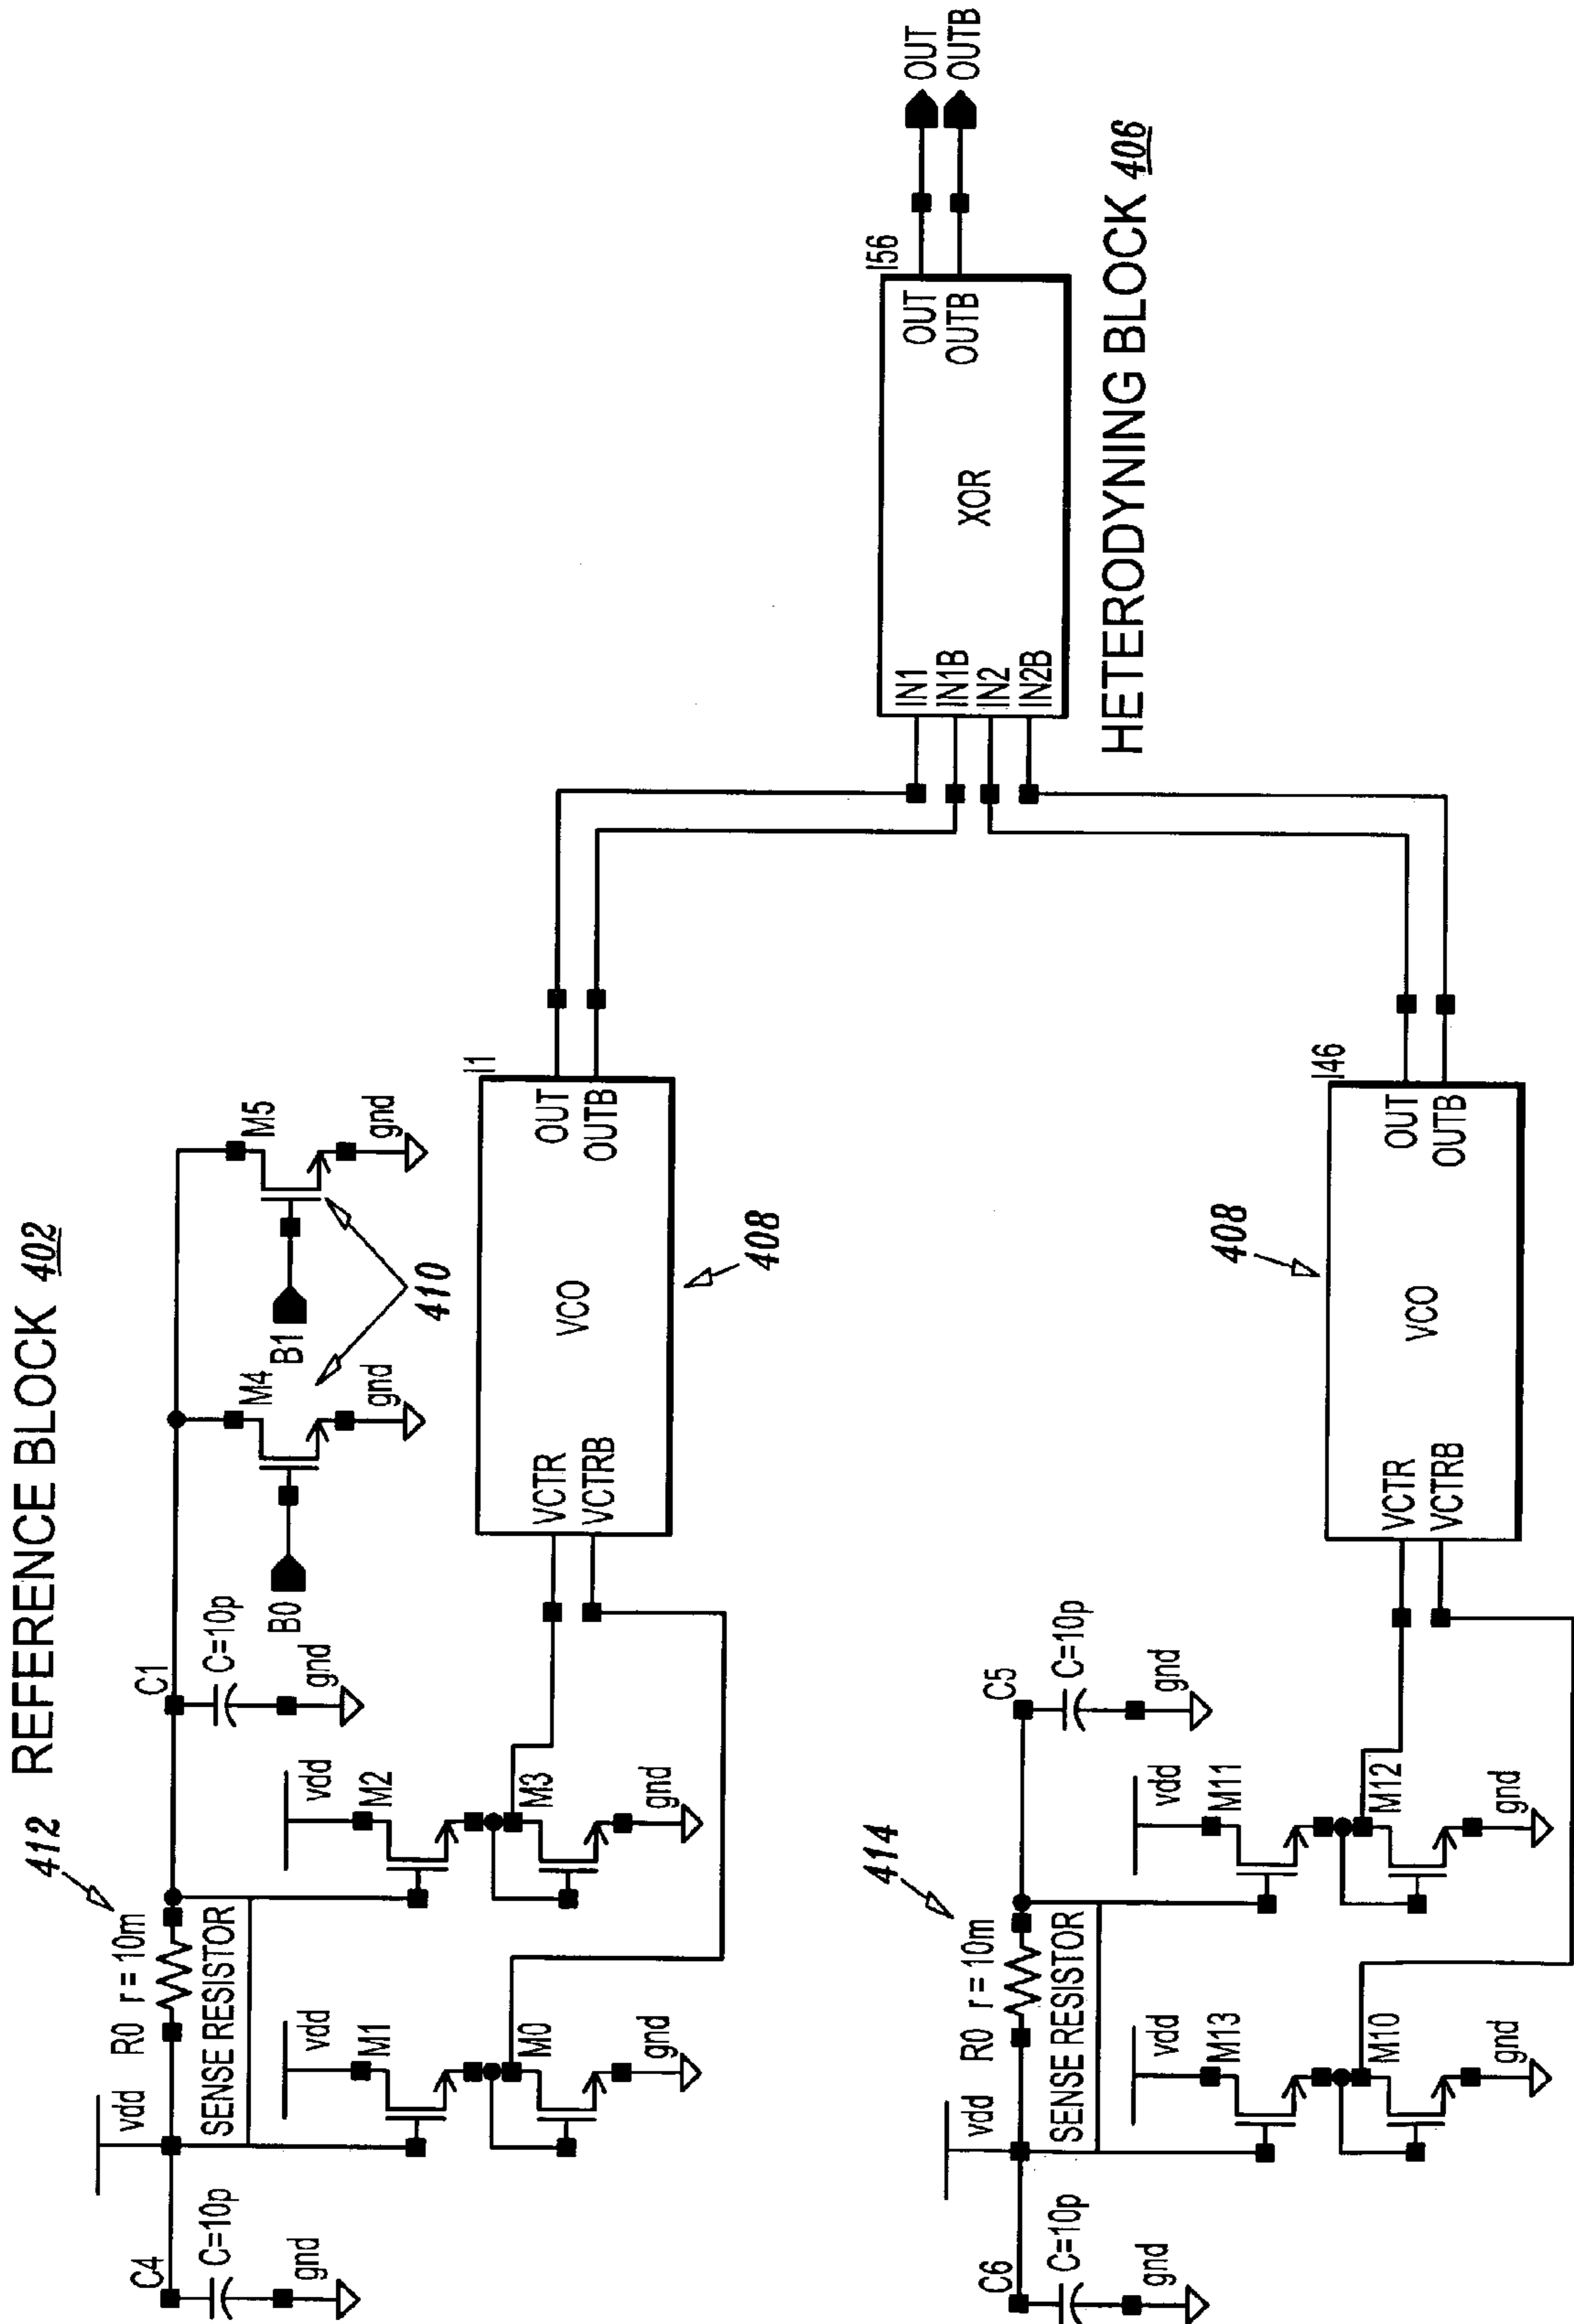 REFERENCE BLOCK 402
412
C4
C=10p
gnd
vdd
R0 r = 10m
SENSE RESISTOR
vdd
M1
M0
gnd
vdd
M2
M3
gnd
C1
C=10p
gnd
B0
M4
gnd
B1
M5
gnd
410
VCTR
VCTRB
VCO
OUT
OUTB
I1
408
414
C6
C=10p
gnd
vdd
R0 r = 10m
SENSE RESISTOR
vdd
M13
M10
gnd
vdd
M11
M12
gnd
C5
C=10p
gnd
VCTR
VCTRB
VCO
OUT
OUTB
I46
408
IN1
IN1B
IN2
IN2B
XOR
OUT
OUTB
I56
OUT
OUTB
HETERODYNING BLOCK 406